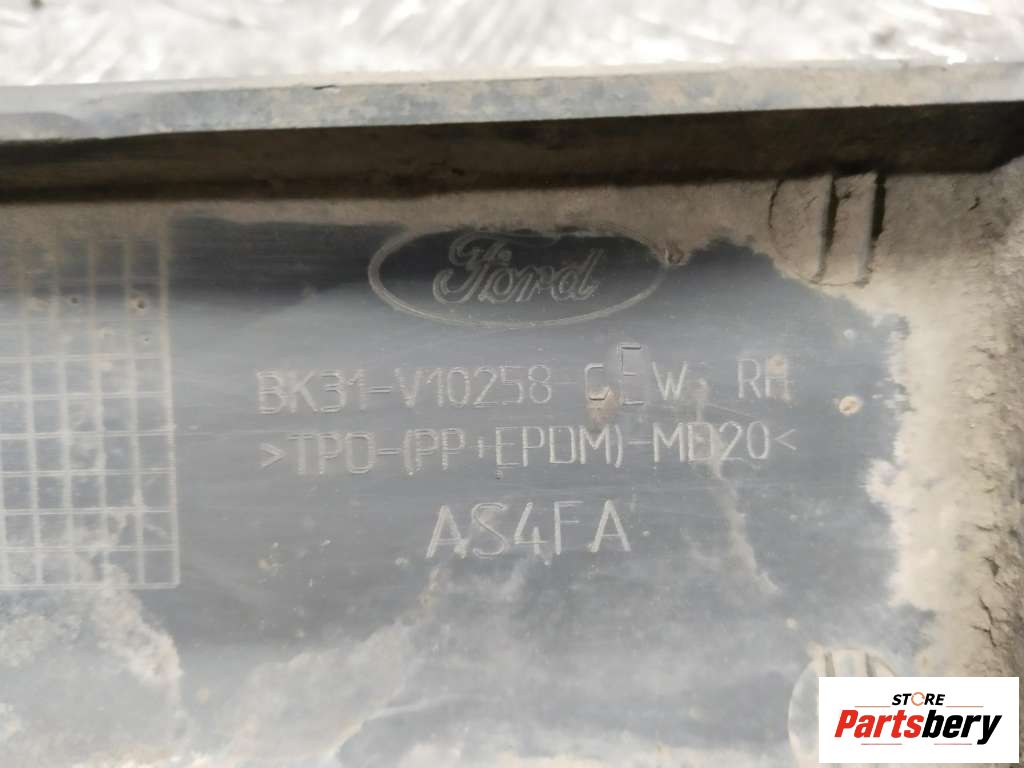 Ford
BK31-V10258 CEW RH
>TPO-(PP+EPDM)-MD20<
AS4FA
STORE
Partsbery